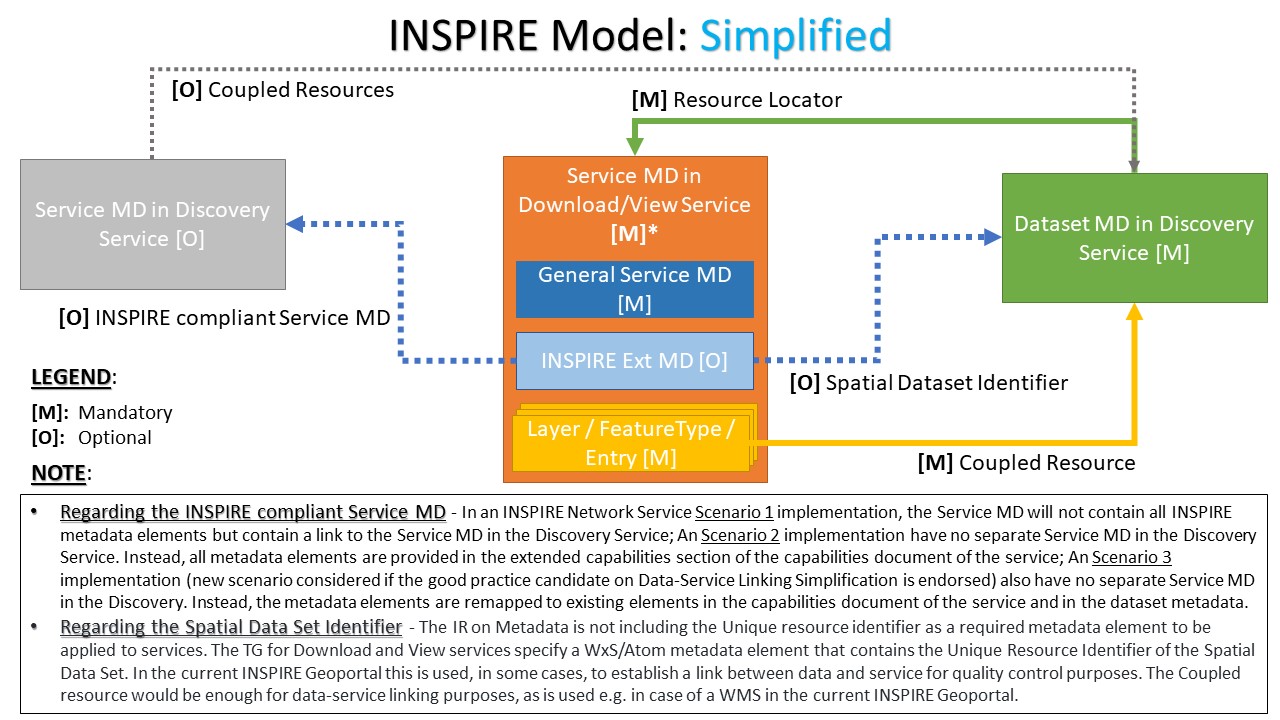 INSPIRE Model: Simplified
[O] Coupled Resources
[M] Resource Locator
Service MD in Discovery
Service [O]
Service MD in
Download/View Service
[M]*
General Service MD
[M]
INSPIRE Ext MD [O]
Layer / FeatureType /
Entry [M]
Dataset MD in Discovery
Service [M]
[O] INSPIRE compliant Service MD
[O] Spatial Dataset Identifier
[M] Coupled Resource
LEGEND:
[M]: Mandatory
[O]: Optional
NOTE:
• Regarding the INSPIRE compliant Service MD - In an INSPIRE Network Service Scenario 1 implementation, the Service MD will not contain all INSPIRE
metadata elements but contain a link to the Service MD in the Discovery Service; An Scenario 2 implementation have no separate Service MD in the Discovery
Service. Instead, all metadata elements are provided in the extended capabilities section of the capabilities document of the service; An Scenario 3
implementation (new scenario considered if the good practice candidate on Data-Service Linking Simplification is endorsed) also have no separate Service MD
in the Discovery. Instead, the metadata elements are remapped to existing elements in the capabilities document of the service and in the dataset metadata.
• Regarding the Spatial Data Set Identifier - The IR on Metadata is not including the Unique resource identifier as a required metadata element to be
applied to services. The TG for Download and View services specify a WxS/Atom metadata element that contains the Unique Resource Identifier of the Spatial
Data Set. In the current INSPIRE Geoportal this is used, in some cases, to establish a link between data and service for quality control purposes. The Coupled
resource would be enough for data-service linking purposes, as is used e.g. in case of a WMS in the current INSPIRE Geoportal.